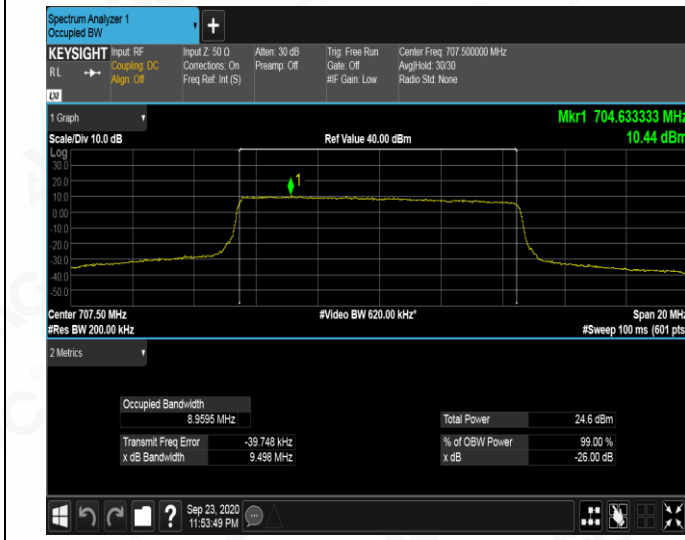 Spectrum Analyzer 1
Occupied BW
KEYSIGHT Input: RF Input Z: 50 Ω Atten: 30 dB Trig: Free Run Center Freq: 707.500000 MHz
RL Coupling: DC Corrections: On Preamp: Off Gate: Off Avg|Hold: 30/30
Align: Off Freq Ref: Int (S) #IF Gain: Low Radio Std: None
LXI
1 Graph Mkr1 704.633333 MHz
Scale/Div 10.0 dB Ref Value 40.00 dBm 10.44 dBm
Log
30.0
20.0
1
10.0
0.00
-10.0
-20.0
-30.0
-40.0
-50.0
Center 707.50 MHz #Video BW 620.00 kHz* Span 20 MHz
#Res BW 200.00 kHz #Sweep 100 ms (601 pts
2 Metrics
Occupied Bandwidth
8.9595 MHz Total Power 24.6 dBm
Transmit Freq Error -39.748 kHz % of OBW Power 99.00 %
x dB Bandwidth 9.498 MHz x dB -26.00 dB
Sep 23, 2020
11:53:49 PM